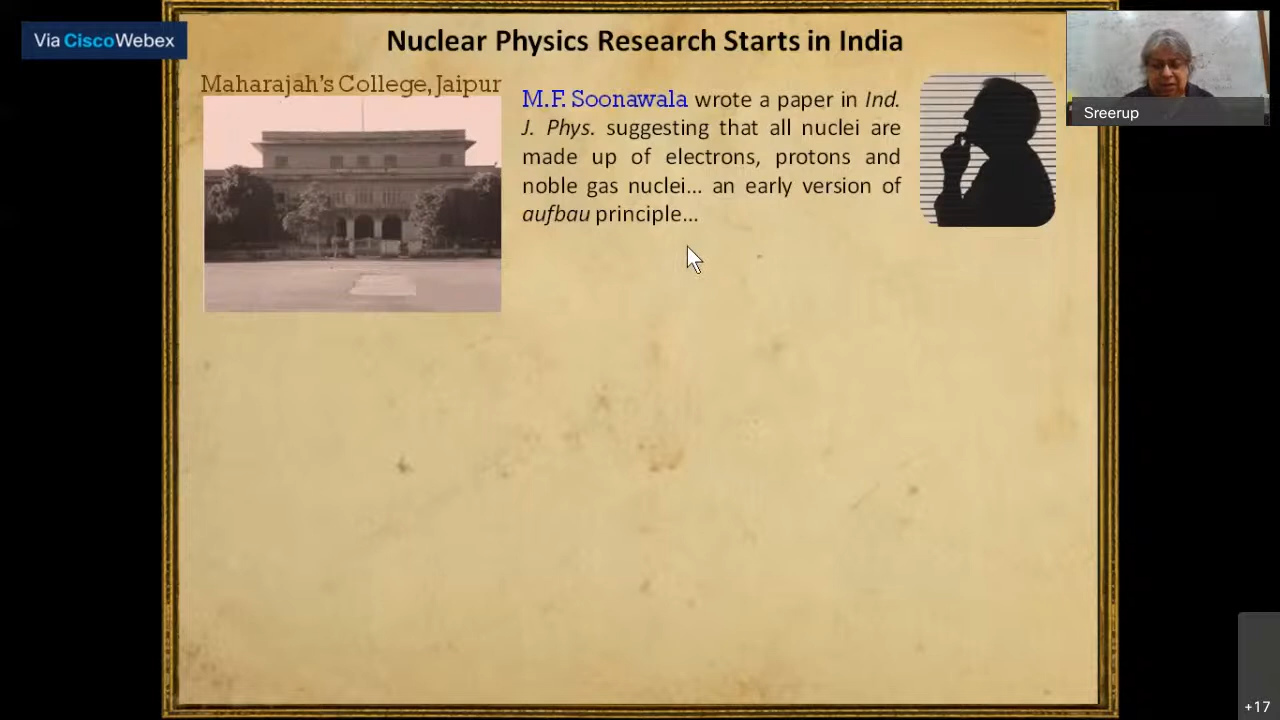 Via CiscoWebex
Nuclear Physics Research Starts in India
Maharajah's College, Jaipur
M.F. Soonawala wrote a paper in Ind.
J. Phys. suggesting that all nuclei are
made up of electrons, protons and
noble gas nuclei... an early version of
aufbau principle...
Sreerup
+17